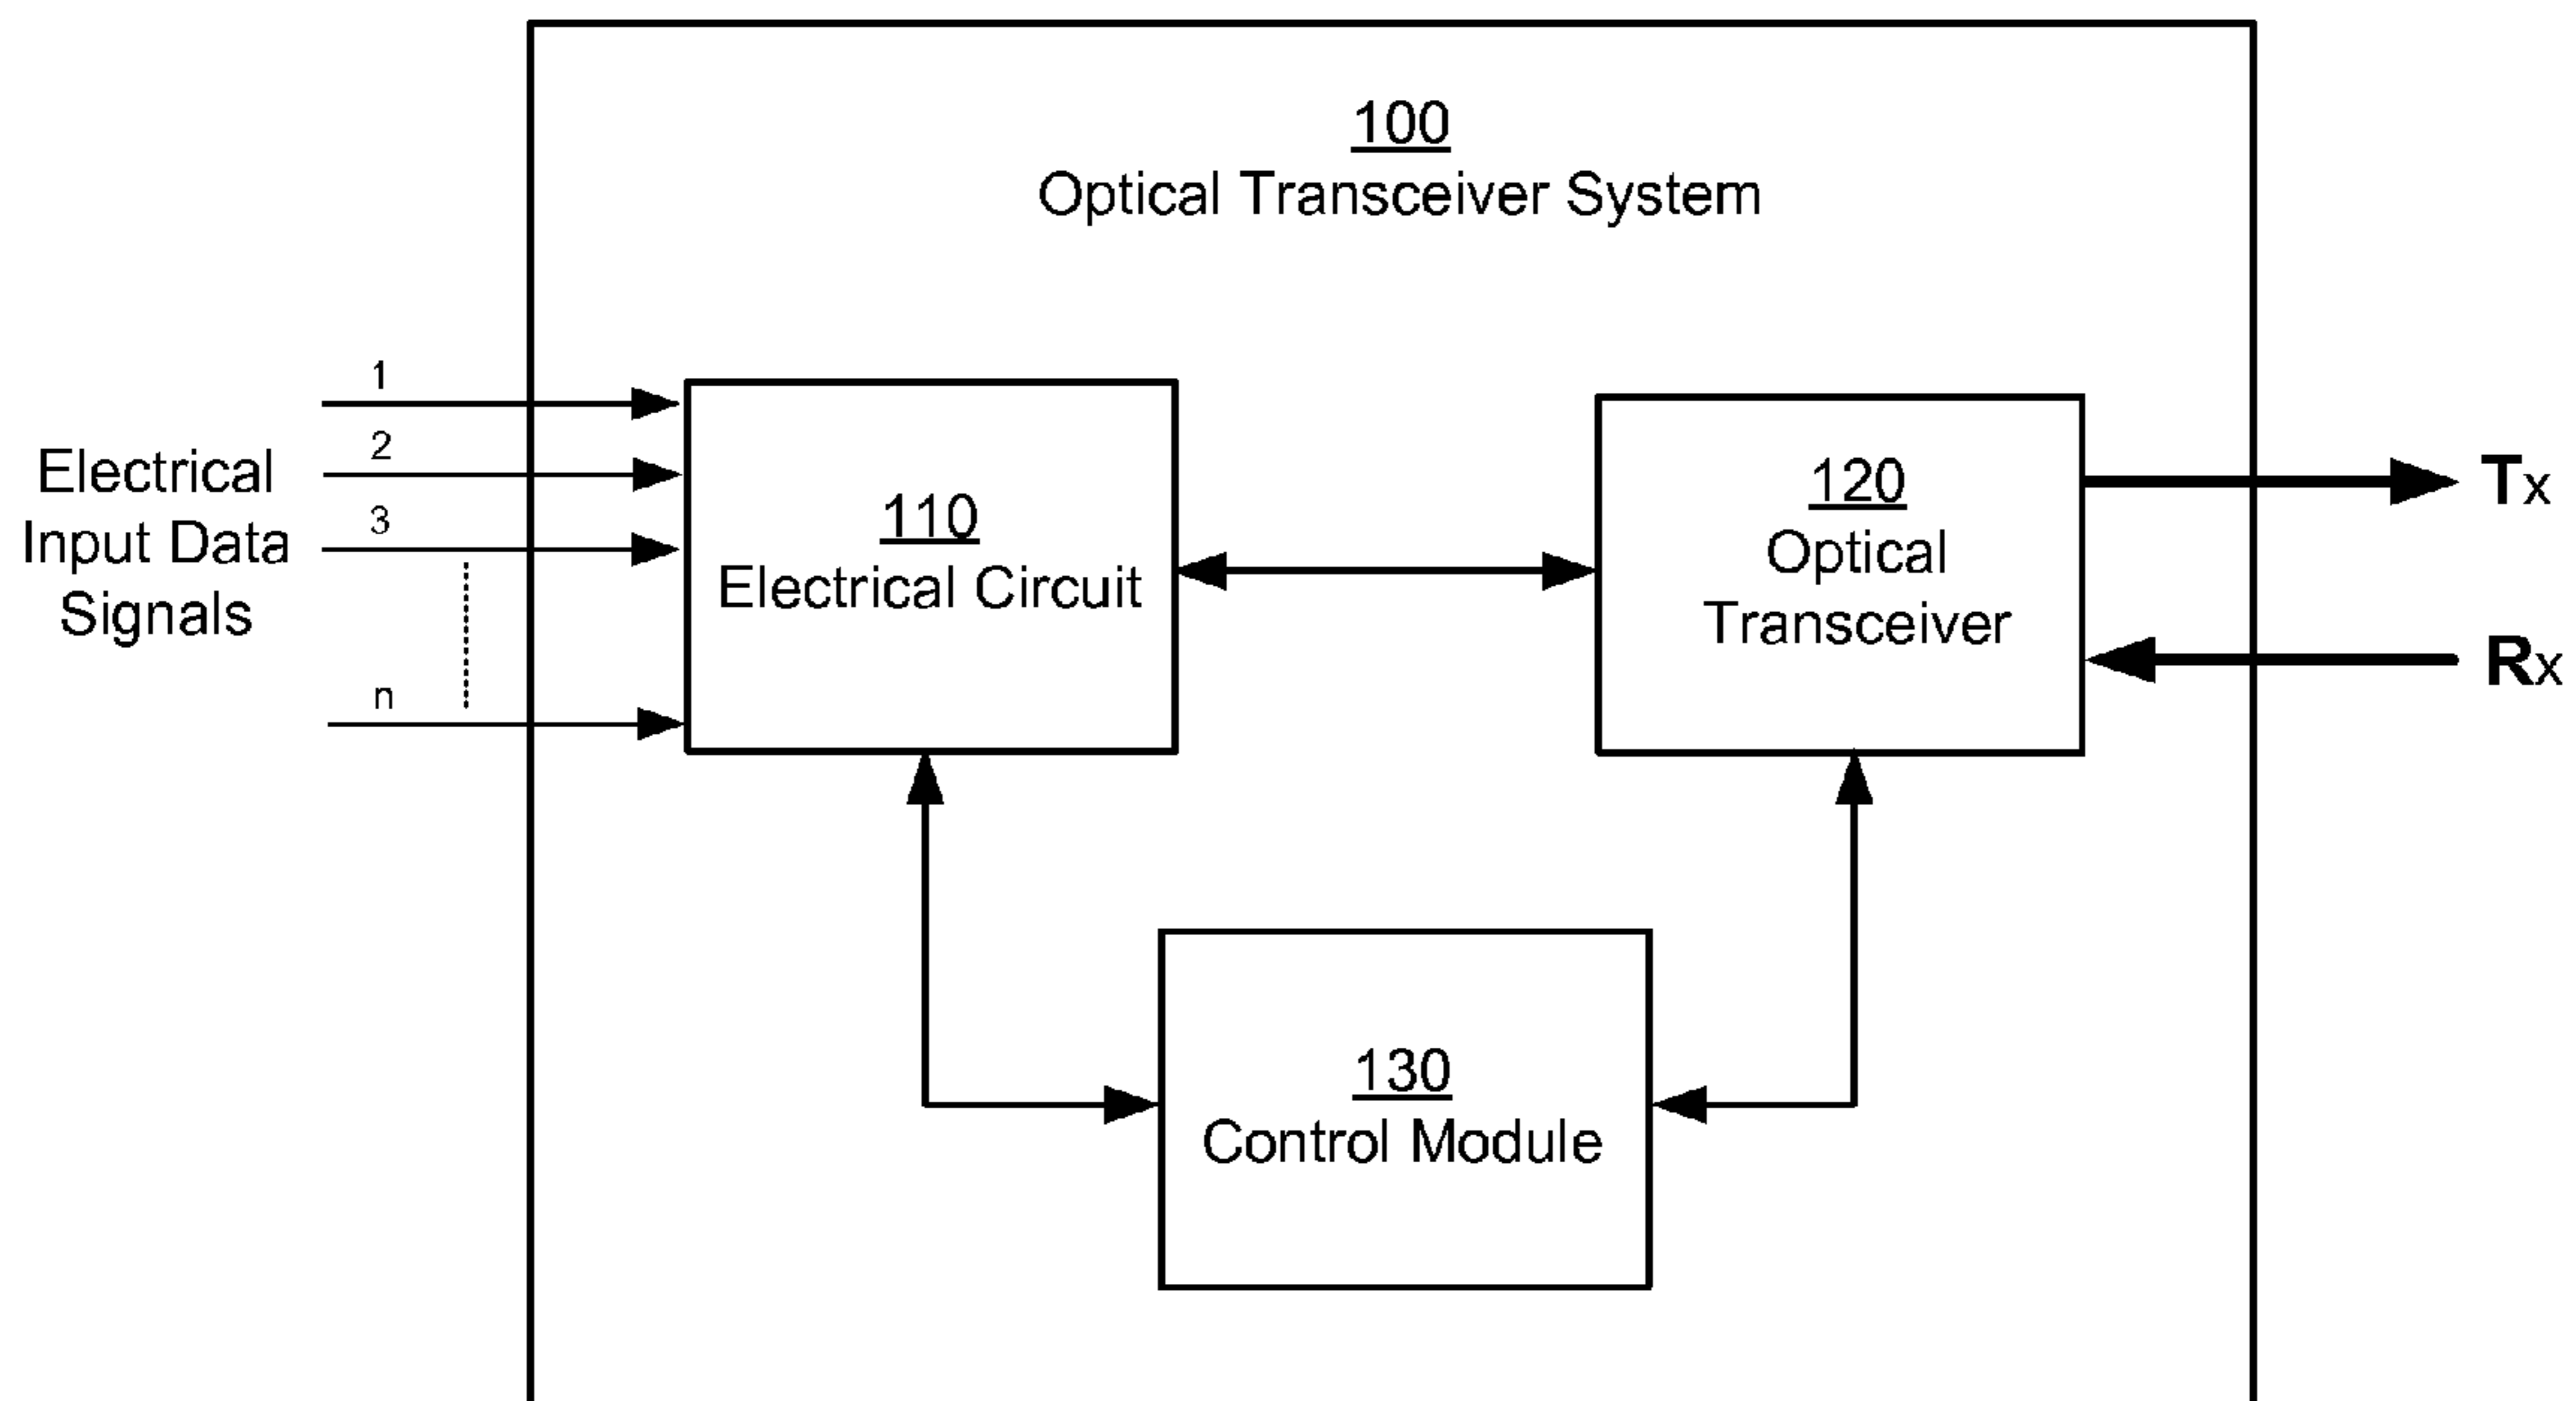 100
Optical Transceiver System
1
2
3
n
Electrical
Input Data
Signals
110
Electrical Circuit
120
Optical
Transceiver
Tx
Rx
130
Control Module